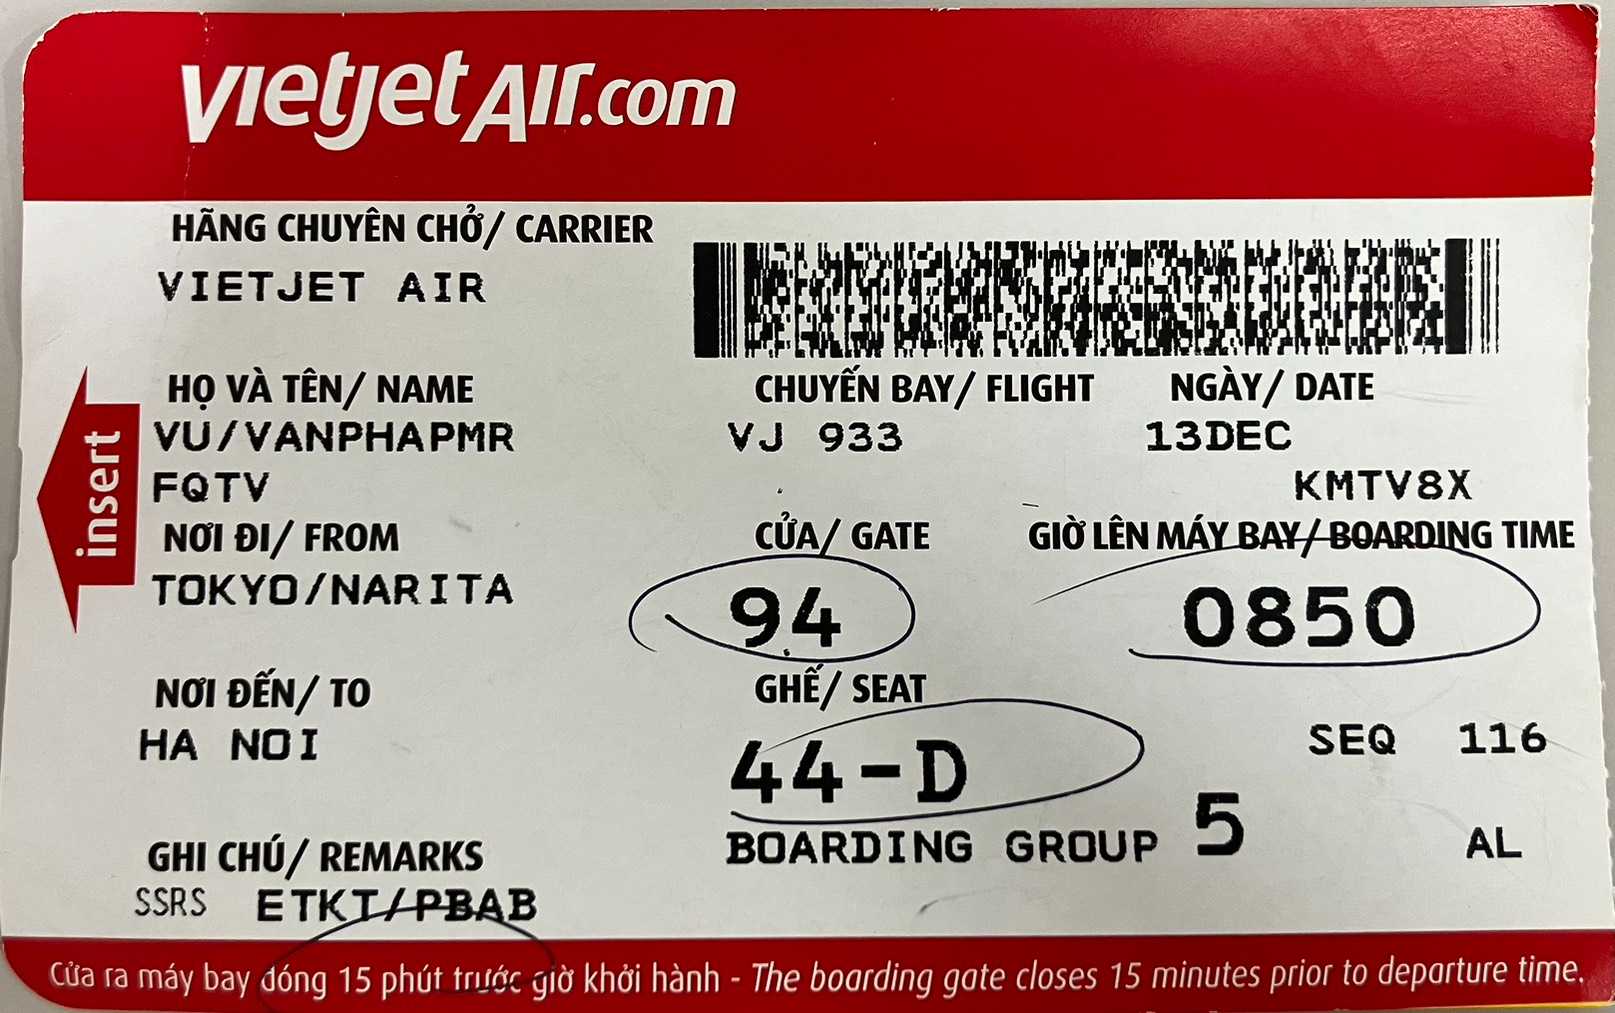 vietjetAir.com
HÃNG CHUYÊN CHỞ/ CARRIER
VIETJET AIR
HỌ VÀ TÊN/ NAME
VU/VANPHAPMR
FQTV
CHUYẾN BAY/ FLIGHT
VJ 933
NGÀY/ DATE
13DEC
KMTV8X
insert
NƠI ĐI/ FROM
TOKYO/NARITA
CỬA/ GATE
94
GIỜ LÊN MÁY BAY/ BOARDING TIME
0850
NƠI ĐẾN/ TO
HA NOI
GHẾ/ SEAT
44-D
SEQ 116
BOARDING GROUP 5
AL
GHI CHÚ/ REMARKS
SSRS ETKT/PBAB
Cửa ra máy bay đóng 15 phút trước giờ khởi hành - The boarding gate closes 15 minutes prior to departure time.